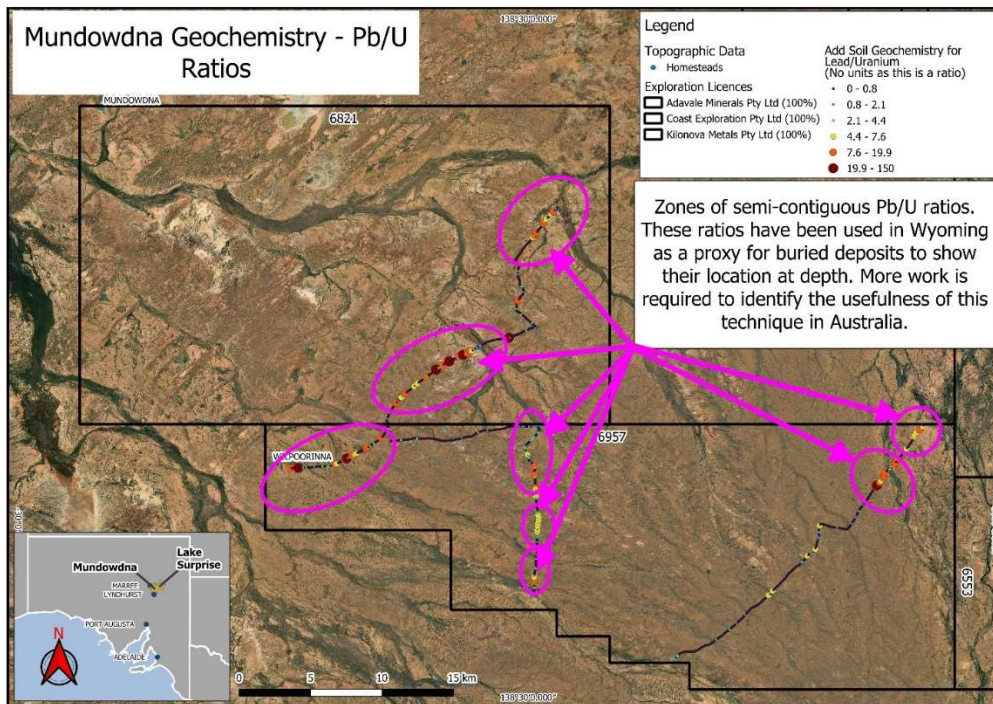 138°30'0.000"
Mundowdna Geochemistry - Pb/U
Ratios
Legend
Topographic Data
Homesteads
Exploration Licences
Adavale Minerals Pty Ltd (100%)
Coast Exploration Pty Ltd (100%)
Kilonova Metals Pty Ltd (100%)
Add Soil Geochemistry for
Lead/Uranium
(No units as this is a ratio)
0 - 0.8
0.8 - 2.1
2.1 - 4.4
4.4 - 7.6
7.6 - 19.9
19.9 - 150
MUNDOWDNA
6821
Zones of semi-contiguous Pb/U ratios.
These ratios have been used in Wyoming
as a proxy for buried deposits to show
their location at depth. More work is
required to identify the usefulness of this
technique in Australia.
6957
WILPOORINNA
6553
Mundowdna
Lake
Surprise
MARREE
LYNDHURST
PORT AUGUSTA
ADELAIDE
N
0 5 10 15 km
138°30'0.000"